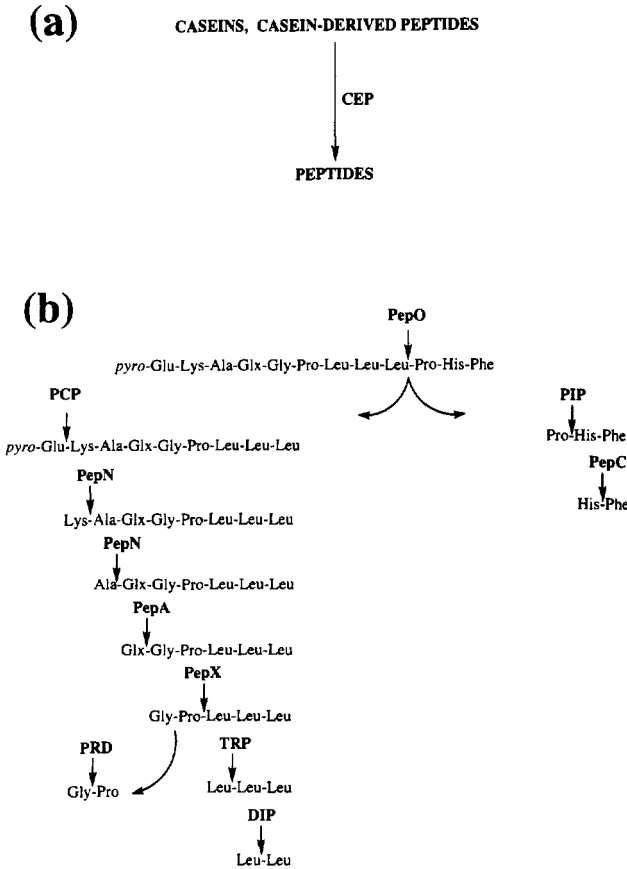 (a)
CASEINS, CASEIN-DERIVED PEPTIDES
CEP
PEPTIDES
(b)
PepO
pyro-Glu-Lys-Ala-Glx-Gly-Pro-Leu-Leu-Leu-Pro-His-Phe
PCP
PIP
pyro-Glu-Lys-Ala-Glx-Gly-Pro-Leu-Leu-Leu
Pro-His-Phe
PepN
PepC
Lys-Ala-Glx-Gly-Pro-Leu-Leu-Leu
His-Phe
PepN
Ala-Glx-Gly-Pro-Leu-Leu-Leu
PepA
Glx-Gly-Pro-Leu-Leu-Leu
PepX
Gly-Pro-Leu-Leu-Leu
PRD
TRP
Gly-Pro
Leu-Leu-Leu
DIP
Leu-Leu